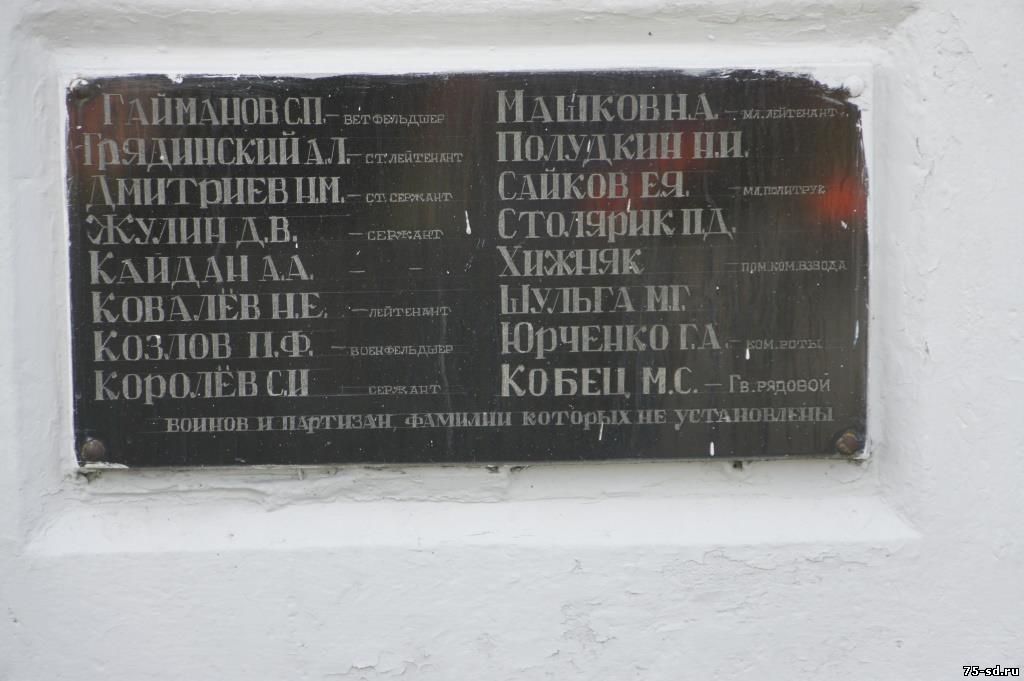 Гайманов С.П. – ветфельдшер
Грядинский А.Л. – ст. лейтенант
Дмитриев Н.М. – ст. сержант
Жулин Д.В. – сержант
Кайдан А.А. – – –
Ковалёв Н.Е. – лейтенант
Козлов П.Ф. – военфельдшер
Королёв С.И – сержант
Машков Н.А. – мл. лейтенант
Полудкин Н.И.
Сайков Е.Я. – мл. политрук
Столярик П.Д.
Хижняк – пом. ком. взвода
Шульга М.Г.
Юрченко Г.А. – ком. роты
Кобец М.С. – Гв. рядовой
воинов и партизан, фамилии которых не установлены
75-sd.ru